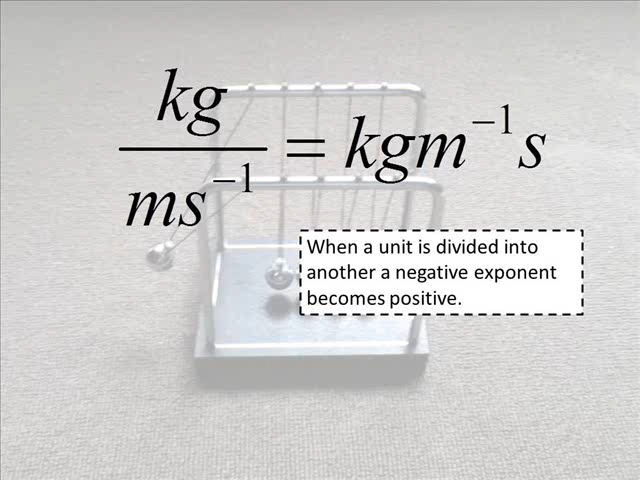 kg
ms⁻¹ = kgm⁻¹s
When a unit is divided into
another a negative exponent
becomes positive.